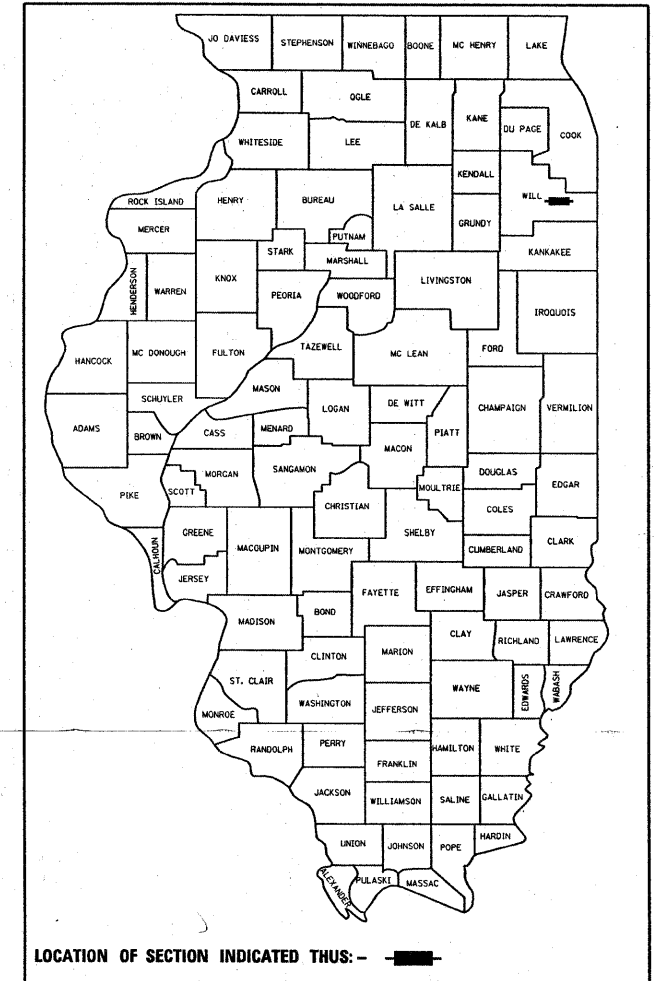 JO DAVIESS
STEPHENSON
WINNEBAGO
BOONE
MC HENRY
LAKE
CARROLL
OGLE
DE KALB
KANE
DU PAGE
COOK
WHITESIDE
LEE
KENDALL
WILL
ROCK ISLAND
HENRY
BUREAU
LA SALLE
GRUNDY
MERCER
PUTNAM
STARK
MARSHALL
KANKAKEE
HENDERSON
WARREN
KNOX
PEORIA
WOODFORD
LIVINGSTON
IROQUOIS
HANCOCK
MC DONOUGH
FULTON
TAZEWELL
MC LEAN
FORD
MASON
SCHUYLER
LOGAN
DE WITT
CHAMPAIGN
VERMILION
ADAMS
BROWN
CASS
MENARD
PIATT
MACON
MORGAN
SANGAMON
DOUGLAS
EDGAR
PIKE
SCOTT
CHRISTIAN
MOULTRIE
COLES
GREENE
MACOUPIN
MONTGOMERY
SHELBY
CUMBERLAND
CLARK
CALHOUN
JERSEY
FAYETTE
EFFINGHAM
JASPER
CRAWFORD
MADISON
BOND
CLAY
RICHLAND
LAWRENCE
CLINTON
MARION
ST. CLAIR
WAYNE
EDWARDS
WABASH
WASHINGTON
JEFFERSON
MONROE
RANDOLPH
PERRY
HAMILTON
WHITE
FRANKLIN
JACKSON
WILLIAMSON
SALINE
GALLATIN
UNION
JOHNSON
POPE
HARDIN
ALEXANDER
PULASKI
MASSAC
LOCATION OF SECTION INDICATED THUS: -